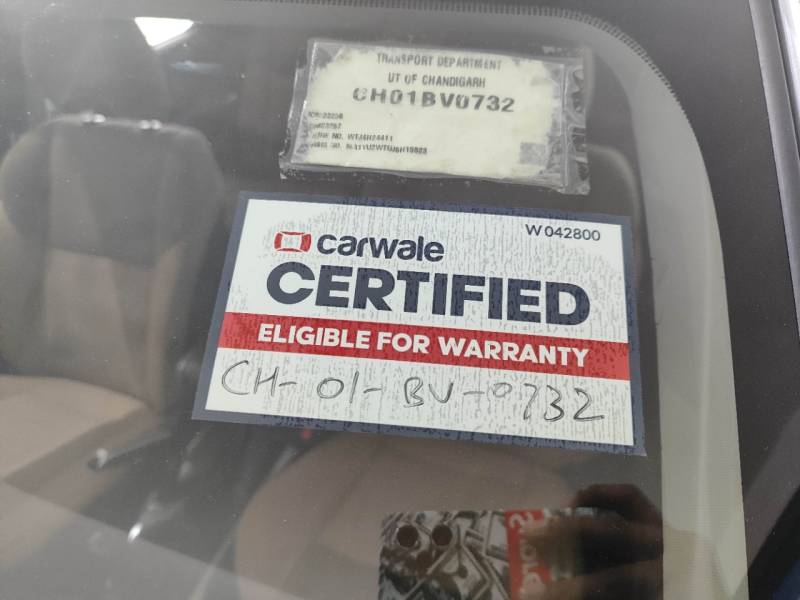 TRANSPORT DEPARTMENT
UT OF CHANDIGARH
CH01BV0732
W 042800
carwale
CERTIFIED
ELIGIBLE FOR WARRANTY
CH-01-BV-0732